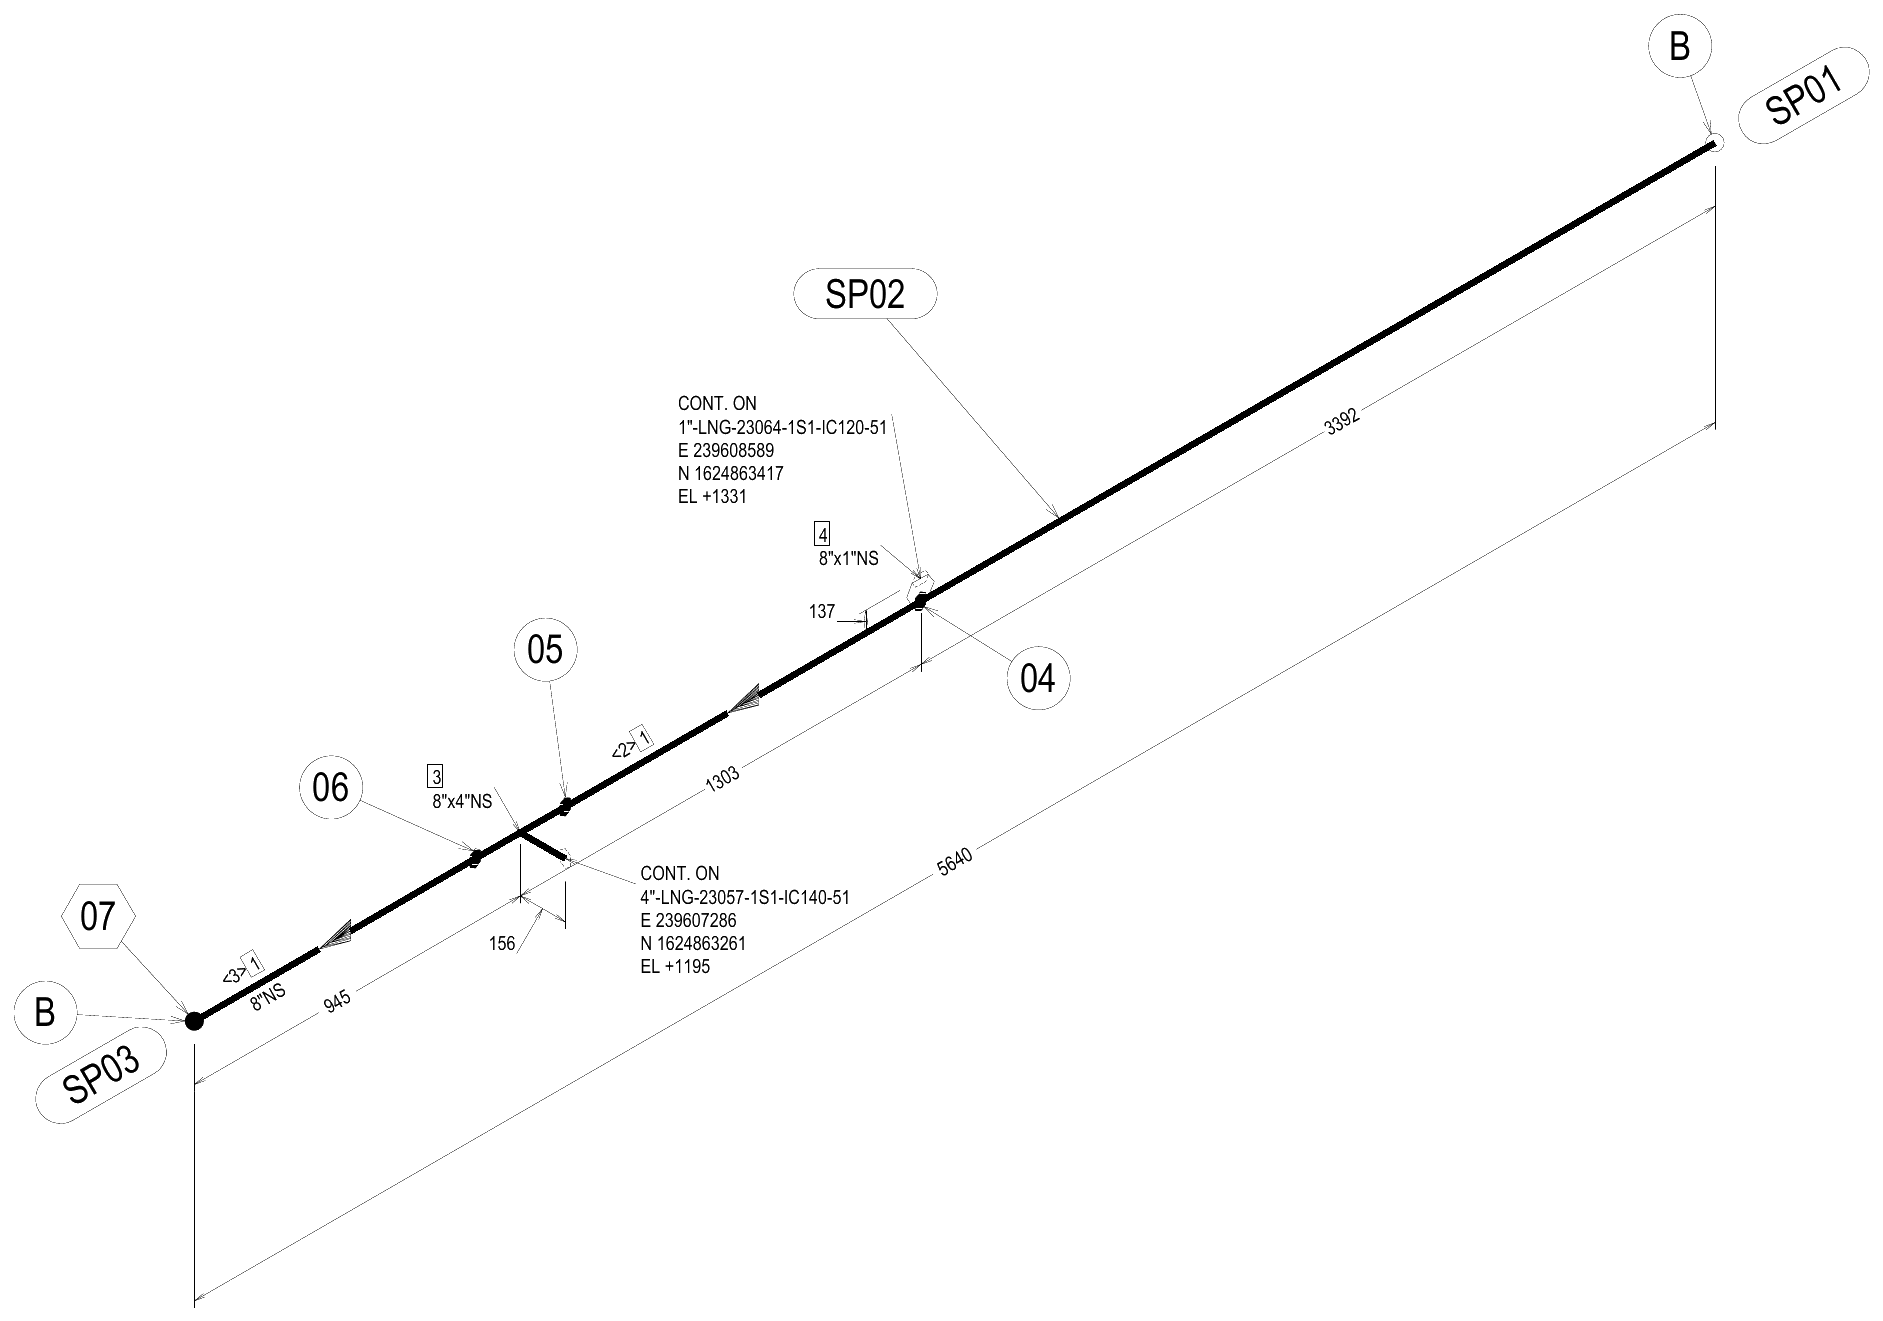 B
SP01
SP02
3392
CONT. ON
1"-LNG-23064-1S1-IC120-51
E 239608589
N 1624863417
EL +1331
4
8"x1"NS
137
04
05
<2> 1
1303
06
3
8"x4"NS
5640
CONT. ON
4"-LNG-23057-1S1-IC140-51
E 239607286
N 1624863261
EL +1195
156
07
<3> 1
8"NS
945
B
SP03